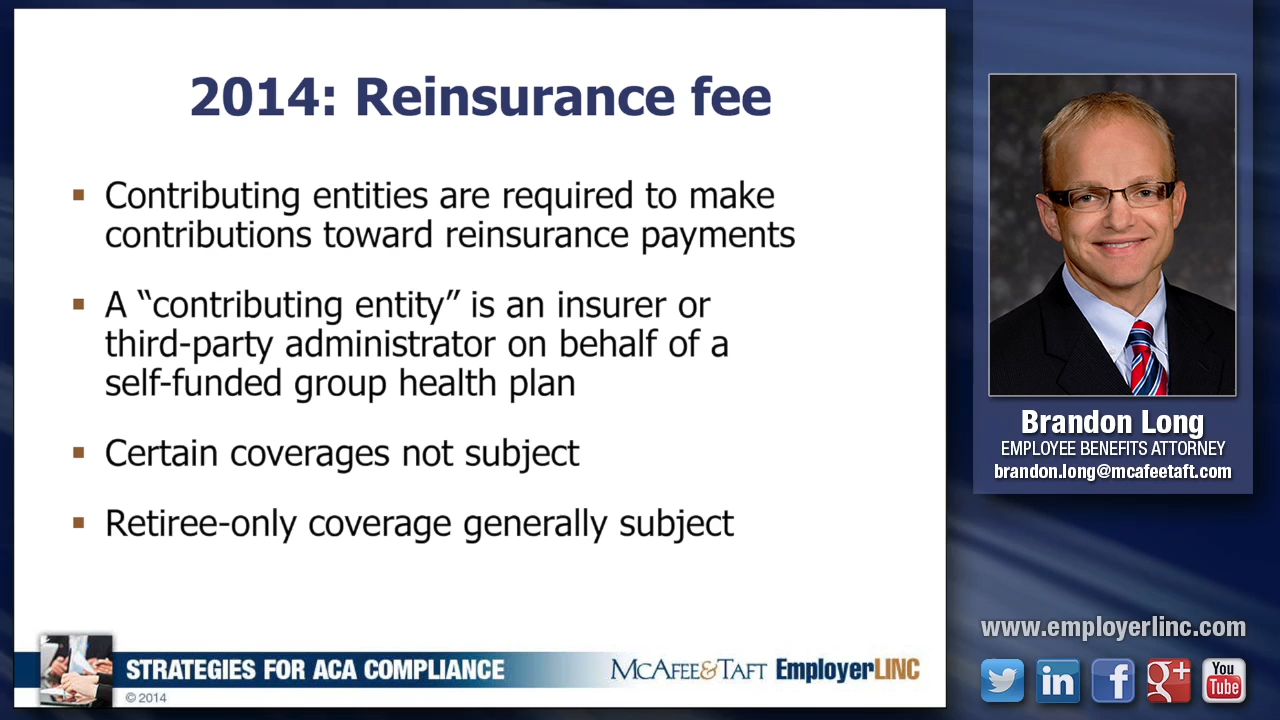 2014: Reinsurance fee
▪ Contributing entities are required to make
contributions toward reinsurance payments
▪ A “contributing entity” is an insurer or
third-party administrator on behalf of a
self-funded group health plan
▪ Certain coverages not subject
▪ Retiree-only coverage generally subject
STRATEGIES FOR ACA COMPLIANCE
MCAFEE&TAFT EmployerLINC
© 2014
Brandon Long
EMPLOYEE BENEFITS ATTORNEY
brandon.long@mcafeetaft.com
www.employerlinc.com
in
f
g+
You
Tube